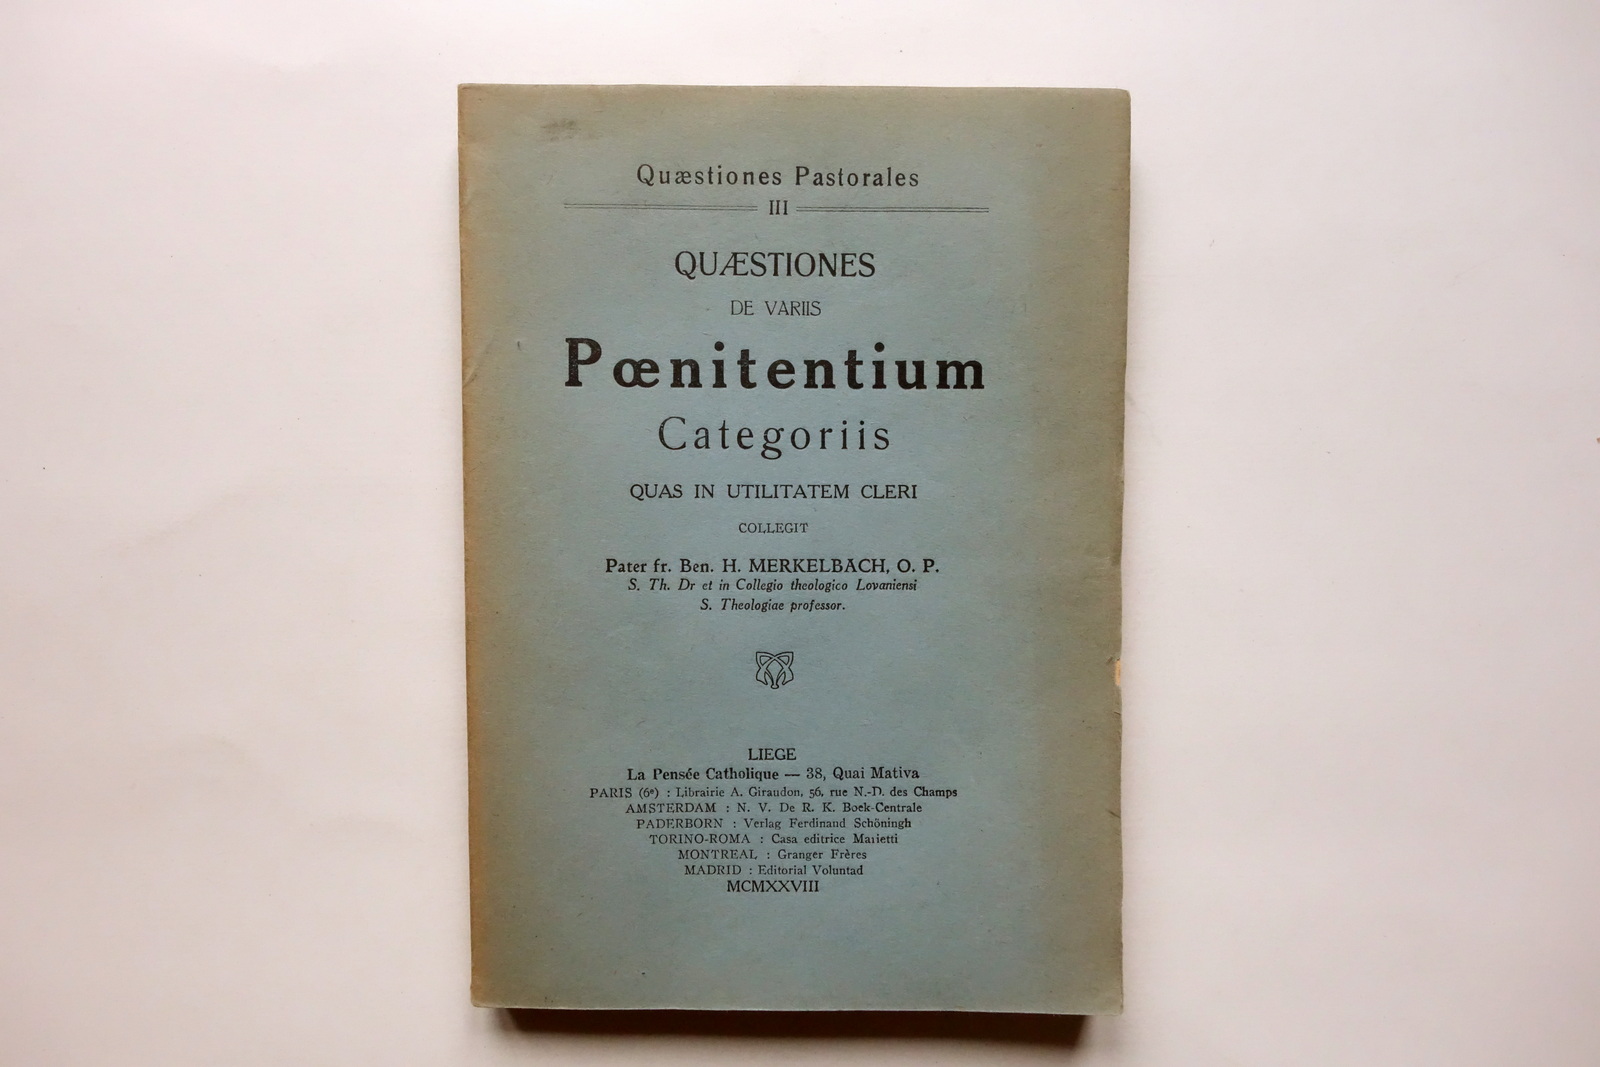 Quæstiones Pastorales
III
QUÆSTIONES
DE VARIIS
Pœnitentium
Categoriis
QUAS IN UTILITATEM CLERI
COLLEGIT
Pater fr. Ben. H. MERKELBACH, O. P.
S. Th. Dr et in Collegio theologico Lovaniensi
S. Theologiae professor.
LIEGE
La Pensée Catholique — 38, Quai Mativa
PARIS (6e) : Librairie A. Giraudon, 56, rue N.-D. des Champs
AMSTERDAM : N. V. De R. K. Boek-Centrale
PADERBORN : Verlag Ferdinand Schöningh
TORINO-ROMA : Casa editrice Marietti
MONTREAL : Granger Frères
MADRID : Editorial Voluntad
MCMXXVIII